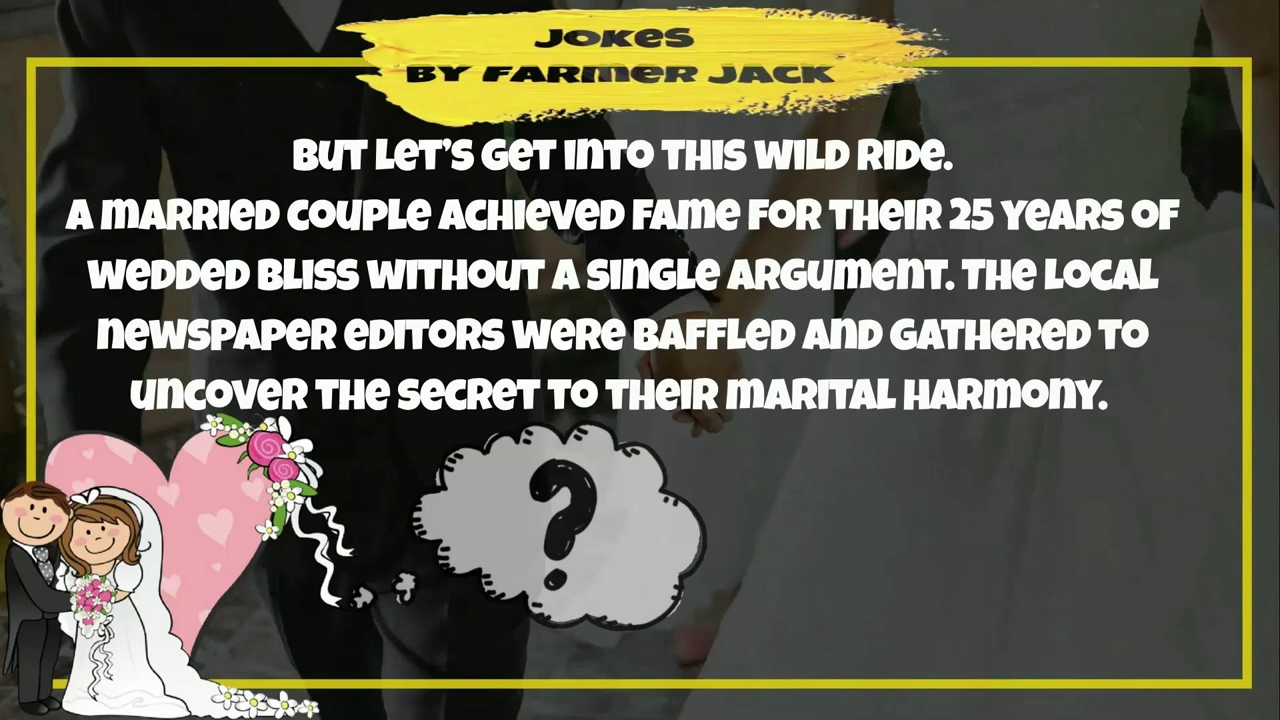 JOKES
BY FARMER JACK
BUT LET'S GET INTO THIS WILD RIDE.
A MARRIED COUPLE ACHIEVED FAME FOR THEIR 25 YEARS OF
WEDDED BLISS WITHOUT A SINGLE ARGUMENT. THE LOCAL
NEWSPAPER EDITORS WERE BAFFLED AND GATHERED TO
UNCOVER THE SECRET TO THEIR MARITAL HARMONY.
?